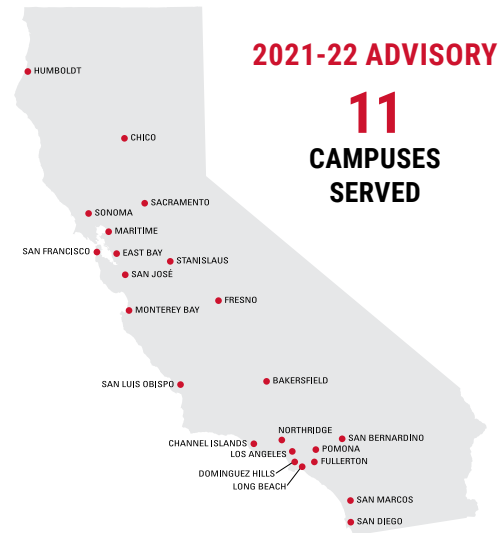 2021-22 ADVISORY
11
CAMPUSES
SERVED
HUMBOLDT
CHICO
SACRAMENTO
SONOMA
MARITIME
SAN FRANCISCO
EAST BAY
STANISLAUS
SAN JOSÉ
FRESNO
MONTEREY BAY
SAN LUIS OBISPO
BAKERSFIELD
NORTHRIDGE
SAN BERNARDINO
CHANNEL ISLANDS
POMONA
LOS ANGELES
FULLERTON
DOMINGUEZ HILLS
LONG BEACH
SAN MARCOS
SAN DIEGO